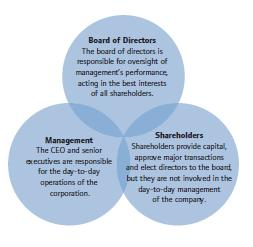 Board of Directors
The board of directors is
responsible for oversight of
management's performance,
acting in the best interests
of all shareholders.
Management
The CEO and senior
executives are responsible
for the day-to-day
operations of the
corporation.
Shareholders
Shareholders provide capital,
approve major transactions
and elect directors to the board,
but they are not involved in the
day-to-day management
of the company.